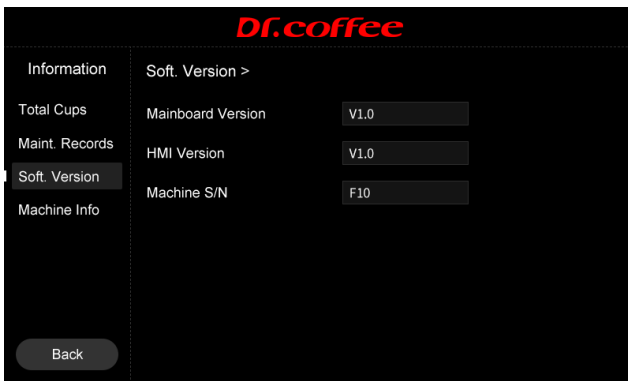 Dr.coffee
Information
Total Cups
Maint. Records
Soft. Version
Machine Info
Back
Soft. Version >
Mainboard Version V1.0
HMI Version V1.0
Machine S/N F10